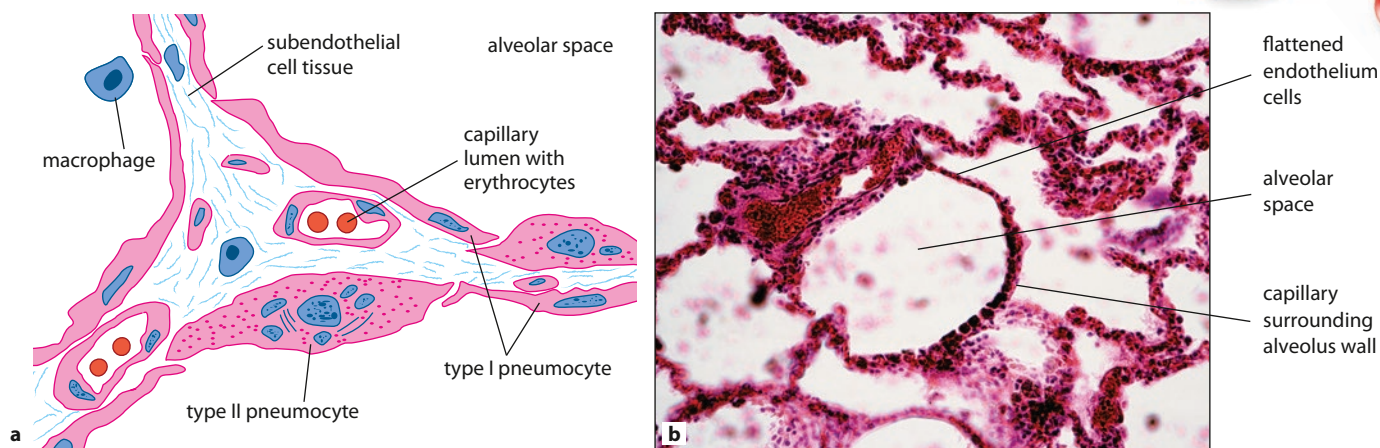 subendothelial
cell tissue
alveolar space
macrophage
capillary
lumen with
erythrocytes
type I pneumocyte
type II pneumocyte
a
flattened
endothelium
cells
alveolar
space
capillary
surrounding
alveolus wall
b